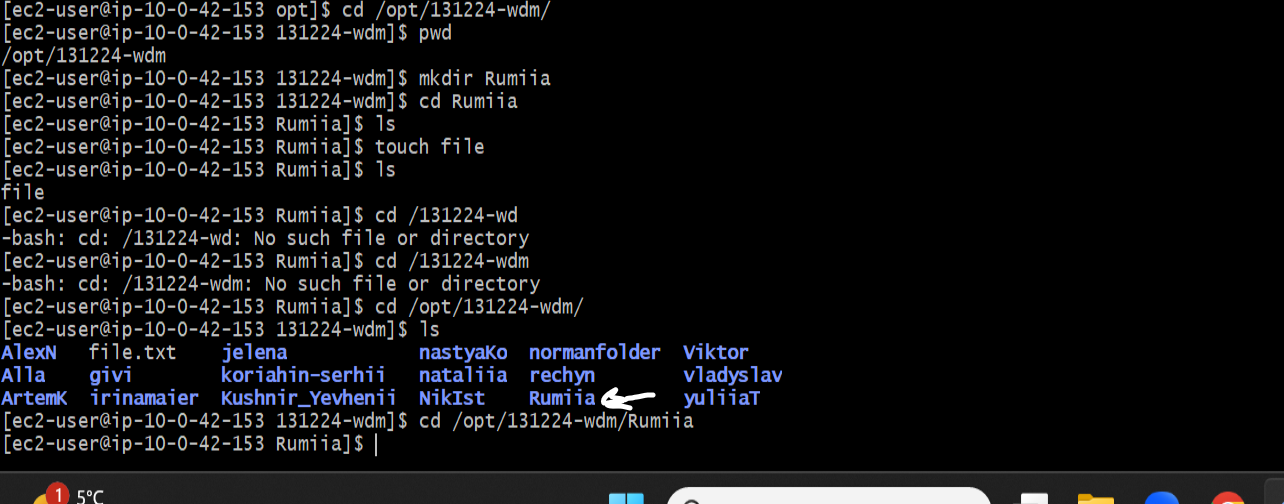 [ec2-user@ip-10-0-42-153 opt]$ cd /opt/131224-wdm/
[ec2-user@ip-10-0-42-153 131224-wdm]$ pwd
/opt/131224-wdm
[ec2-user@ip-10-0-42-153 131224-wdm]$ mkdir Rumiia
[ec2-user@ip-10-0-42-153 131224-wdm]$ cd Rumiia
[ec2-user@ip-10-0-42-153 Rumiia]$ ls
[ec2-user@ip-10-0-42-153 Rumiia]$ touch file
[ec2-user@ip-10-0-42-153 Rumiia]$ ls
file
[ec2-user@ip-10-0-42-153 Rumiia]$ cd /131224-wd
-bash: cd: /131224-wd: No such file or directory
[ec2-user@ip-10-0-42-153 Rumiia]$ cd /131224-wdm
-bash: cd: /131224-wdm: No such file or directory
[ec2-user@ip-10-0-42-153 Rumiia]$ cd /opt/131224-wdm/
[ec2-user@ip-10-0-42-153 131224-wdm]$ ls
AlexN file.txt jelena nastyaKo normanfolder Viktor
Alla givi koriahin-serhii nataliia rechyn vladyslav
ArtemK irinamaier Kushnir_Yevhenii NikIst Rumiia yuliiaT
[ec2-user@ip-10-0-42-153 131224-wdm]$ cd /opt/131224-wdm/Rumiia
[ec2-user@ip-10-0-42-153 Rumiia]$
1 5°C